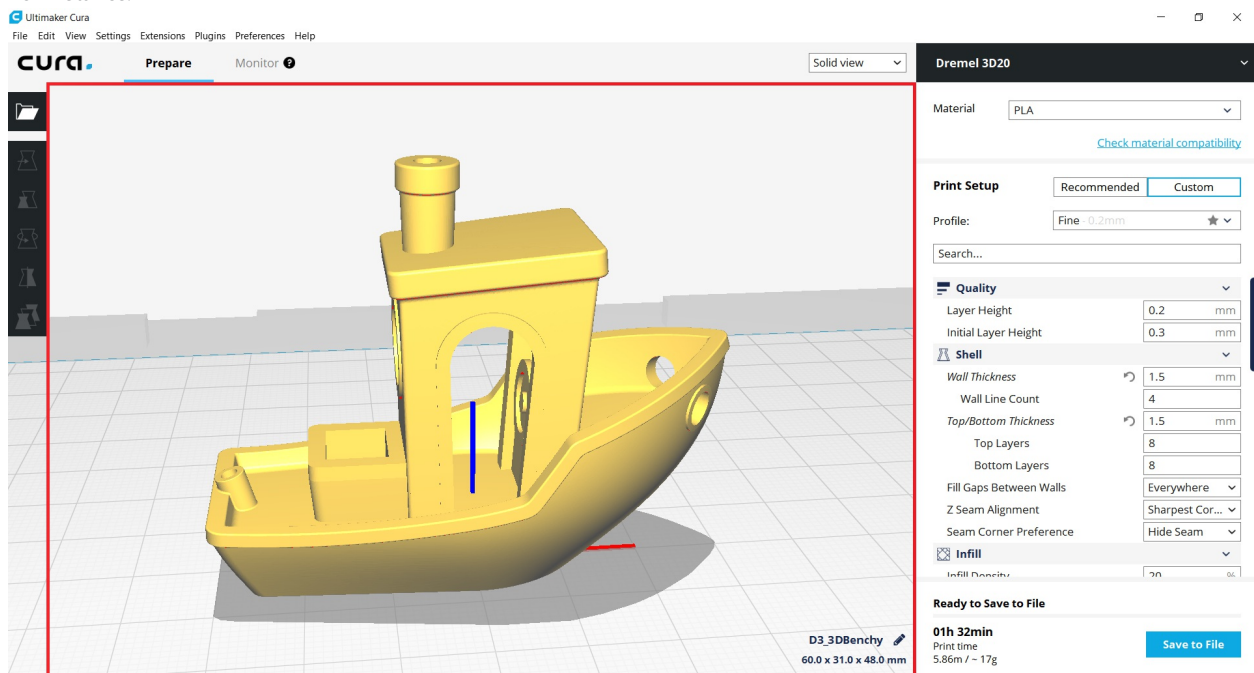 Ultimaker Cura
File Edit View Settings Extensions Plugins Preferences Help
cura.
Prepare
Monitor ?
Solid view
Dremel 3D20
Material
PLA
Check material compatibility
Print Setup
Recommended
Custom
Profile:
Fine - 0.2mm
Search...
Quality
Layer Height
0.2 mm
Initial Layer Height
0.3 mm
Shell
Wall Thickness
1.5 mm
Wall Line Count
4
Top/Bottom Thickness
1.5 mm
Top Layers
8
Bottom Layers
8
Fill Gaps Between Walls
Everywhere
Z Seam Alignment
Sharpest Cor...
Seam Corner Preference
Hide Seam
Infill
Infill Density
20 %
D3_3DBenchy
60.0 x 31.0 x 48.0 mm
Ready to Save to File
01h 32min
Print time
5.86m / ~ 17g
Save to File